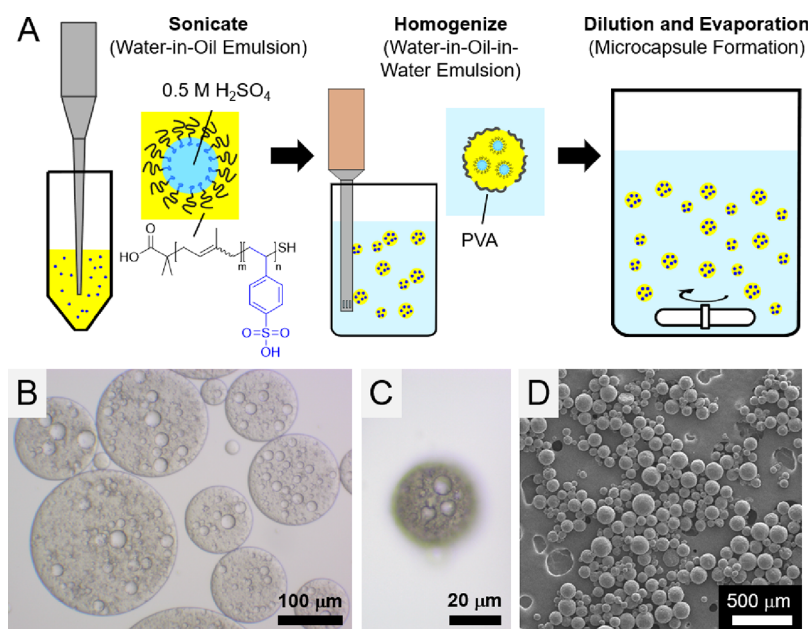 A
Sonicate
(Water-in-Oil Emulsion)
0.5 M H₂SO₄
Homogenize
(Water-in-Oil-in-
Water Emulsion)
Dilution and Evaporation
(Microcapsule Formation)
PVA
O
HO
m
n
SH
O=S=O
OH
B
100 μm
C
20 μm
D
500 μm